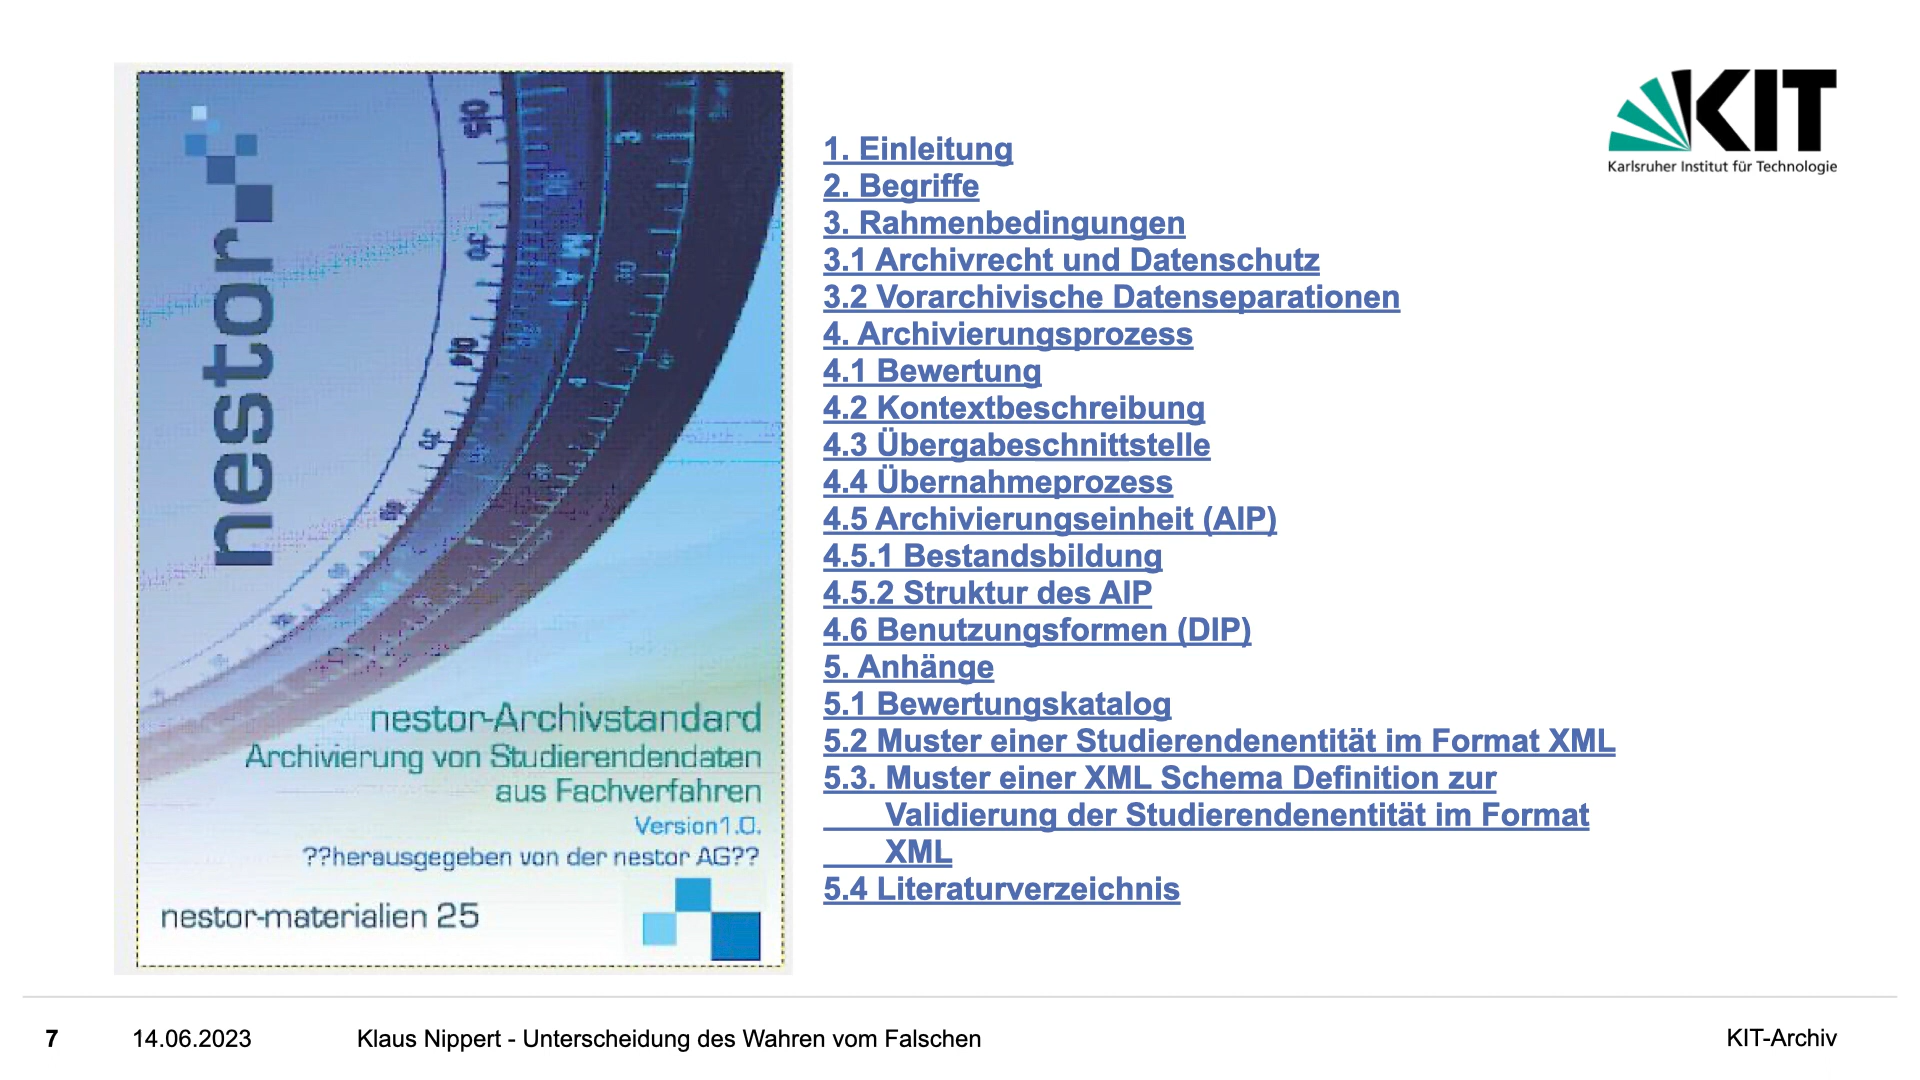 nestor
nestor-Archivstandard
Archivierung von Studierendendaten
aus Fachverfahren
Version1.0.
??herausgegeben von der nestor AG??
nestor-materialien 25
KIT
Karlsruher Institut für Technologie
1. Einleitung
2. Begriffe
3. Rahmenbedingungen
3.1 Archivrecht und Datenschutz
3.2 Vorarchivische Datenseparationen
4. Archivierungsprozess
4.1 Bewertung
4.2 Kontextbeschreibung
4.3 Übergabeschnittstelle
4.4 Übernahmeprozess
4.5 Archivierungseinheit (AIP)
4.5.1 Bestandsbildung
4.5.2 Struktur des AIP
4.6 Benutzungsformen (DIP)
5. Anhänge
5.1 Bewertungskatalog
5.2 Muster einer Studierendenentität im Format XML
5.3. Muster einer XML Schema Definition zur
Validierung der Studierendenentität im Format
XML
5.4 Literaturverzeichnis
7
14.06.2023
Klaus Nippert - Unterscheidung des Wahren vom Falschen
KIT-Archiv